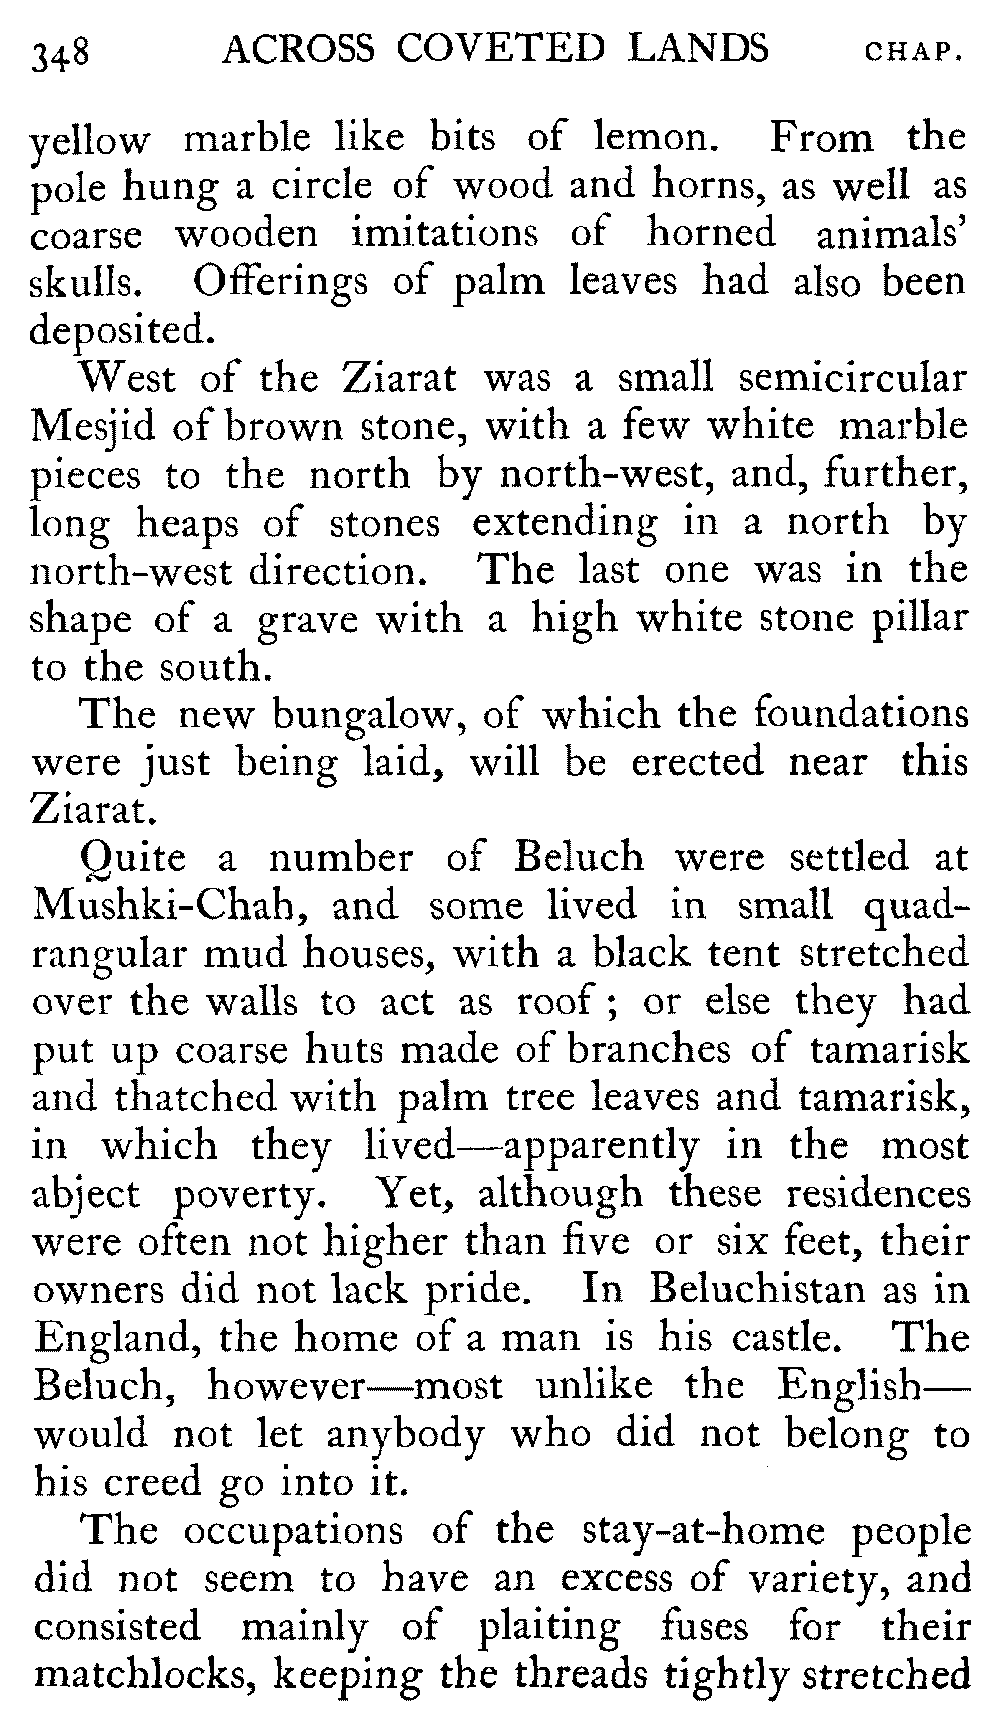 348 ACROSS COVETED LANDS CHAP.
yellow marble like bits of lemon. From the
pole hung a circle of wood and horns, as well as
coarse wooden imitations of horned animals'
skulls. Offerings of palm leaves had also been
deposited.
West of the Ziarat was a small semicircular
Mesjid of brown stone, with a few white marble
pieces to the north by north-west, and, further,
long heaps of stones extending in a north by
north-west direction. The last one was in the
shape of a grave with a high white stone pillar
to the south.
The new bungalow, of which the foundations
were just being laid, will be erected near this
Ziarat.
Quite a number of Beluch were settled at
Mushki-Chah, and some lived in small quad-
rangular mud houses, with a black tent stretched
over the walls to act as roof ; or else they had
put up coarse huts made of branches of tamarisk
and thatched with palm tree leaves and tamarisk,
in which they lived—apparently in the most
abject poverty. Yet, although these residences
were often not higher than five or six feet, their
owners did not lack pride. In Beluchistan as in
England, the home of a man is his castle. The
Beluch, however—most unlike the English—
would not let anybody who did not belong to
his creed go into it.
The occupations of the stay-at-home people
did not seem to have an excess of variety, and
consisted mainly of plaiting fuses for their
matchlocks, keeping the threads tightly stretched